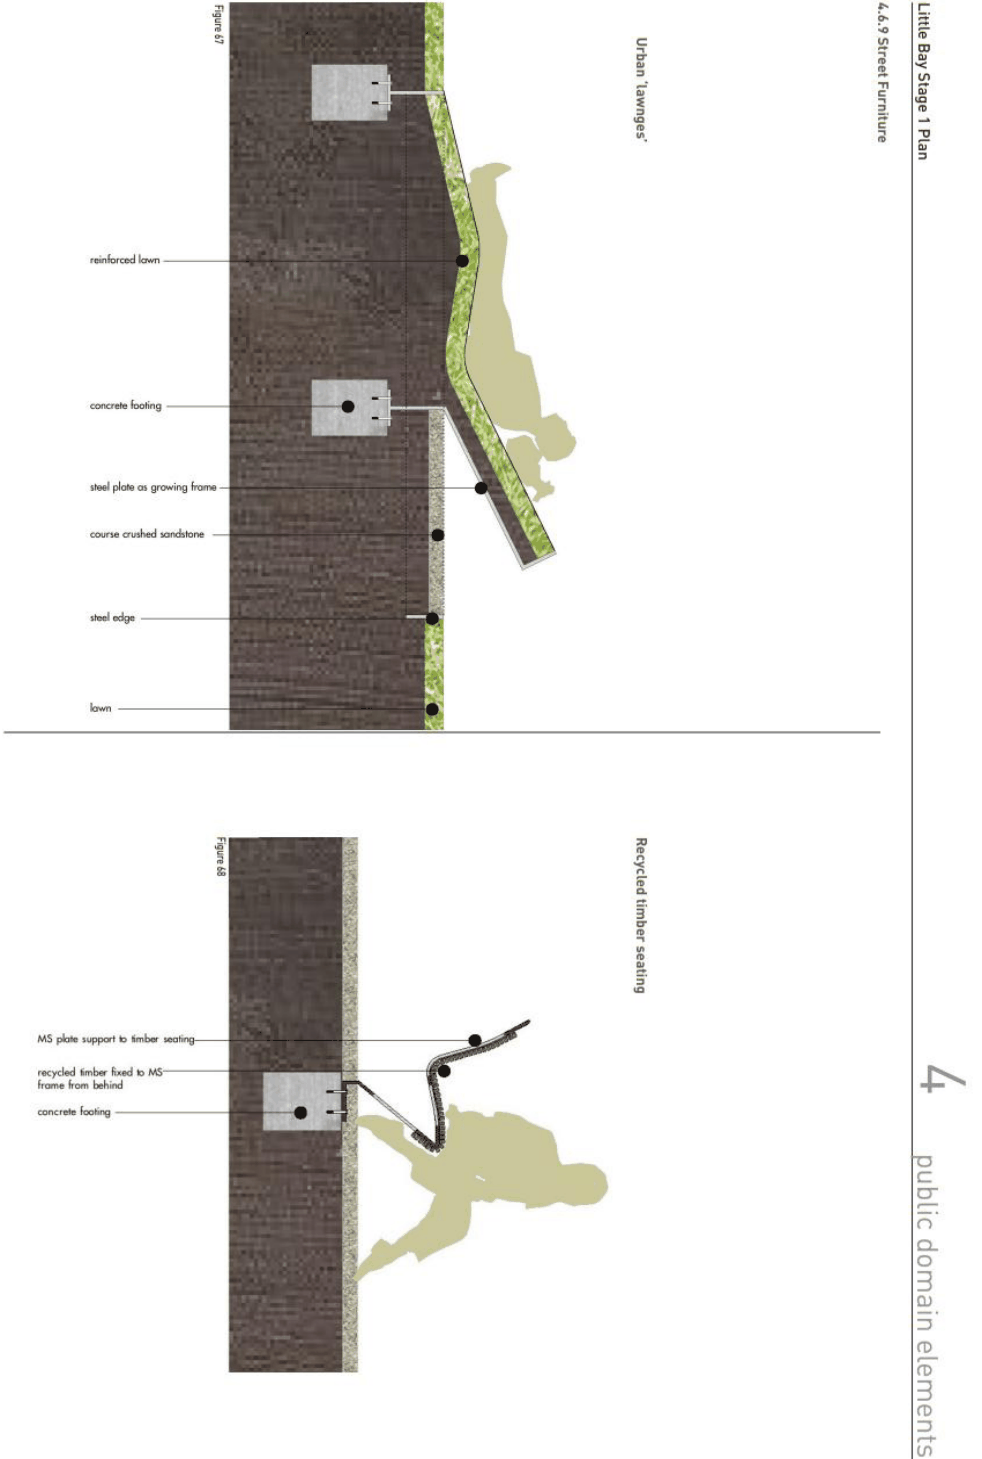 Little Bay Stage 1 Plan
4 public domain elements
4.6.9 Street Furniture
Urban 'lawnges'
reinforced lawn
concrete footing
steel plate as growing frame
course crushed sandstone
steel edge
lawn
Figure 67
Recycled timber seating
MS plate support to timber seating
recycled timber fixed to MS
frame from behind
concrete footing
Figure 68